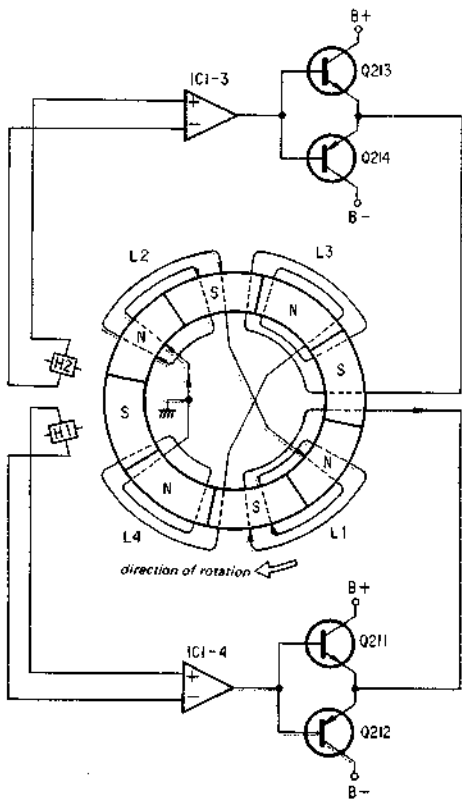 B+
IC1-3
Q213
+
−
Q214
B−
L2
L3
S
N
N
H2
S
S
H1
N
N
S
L4
L1
direction of rotation
B+
IC1-4
Q211
+
−
Q212
B−